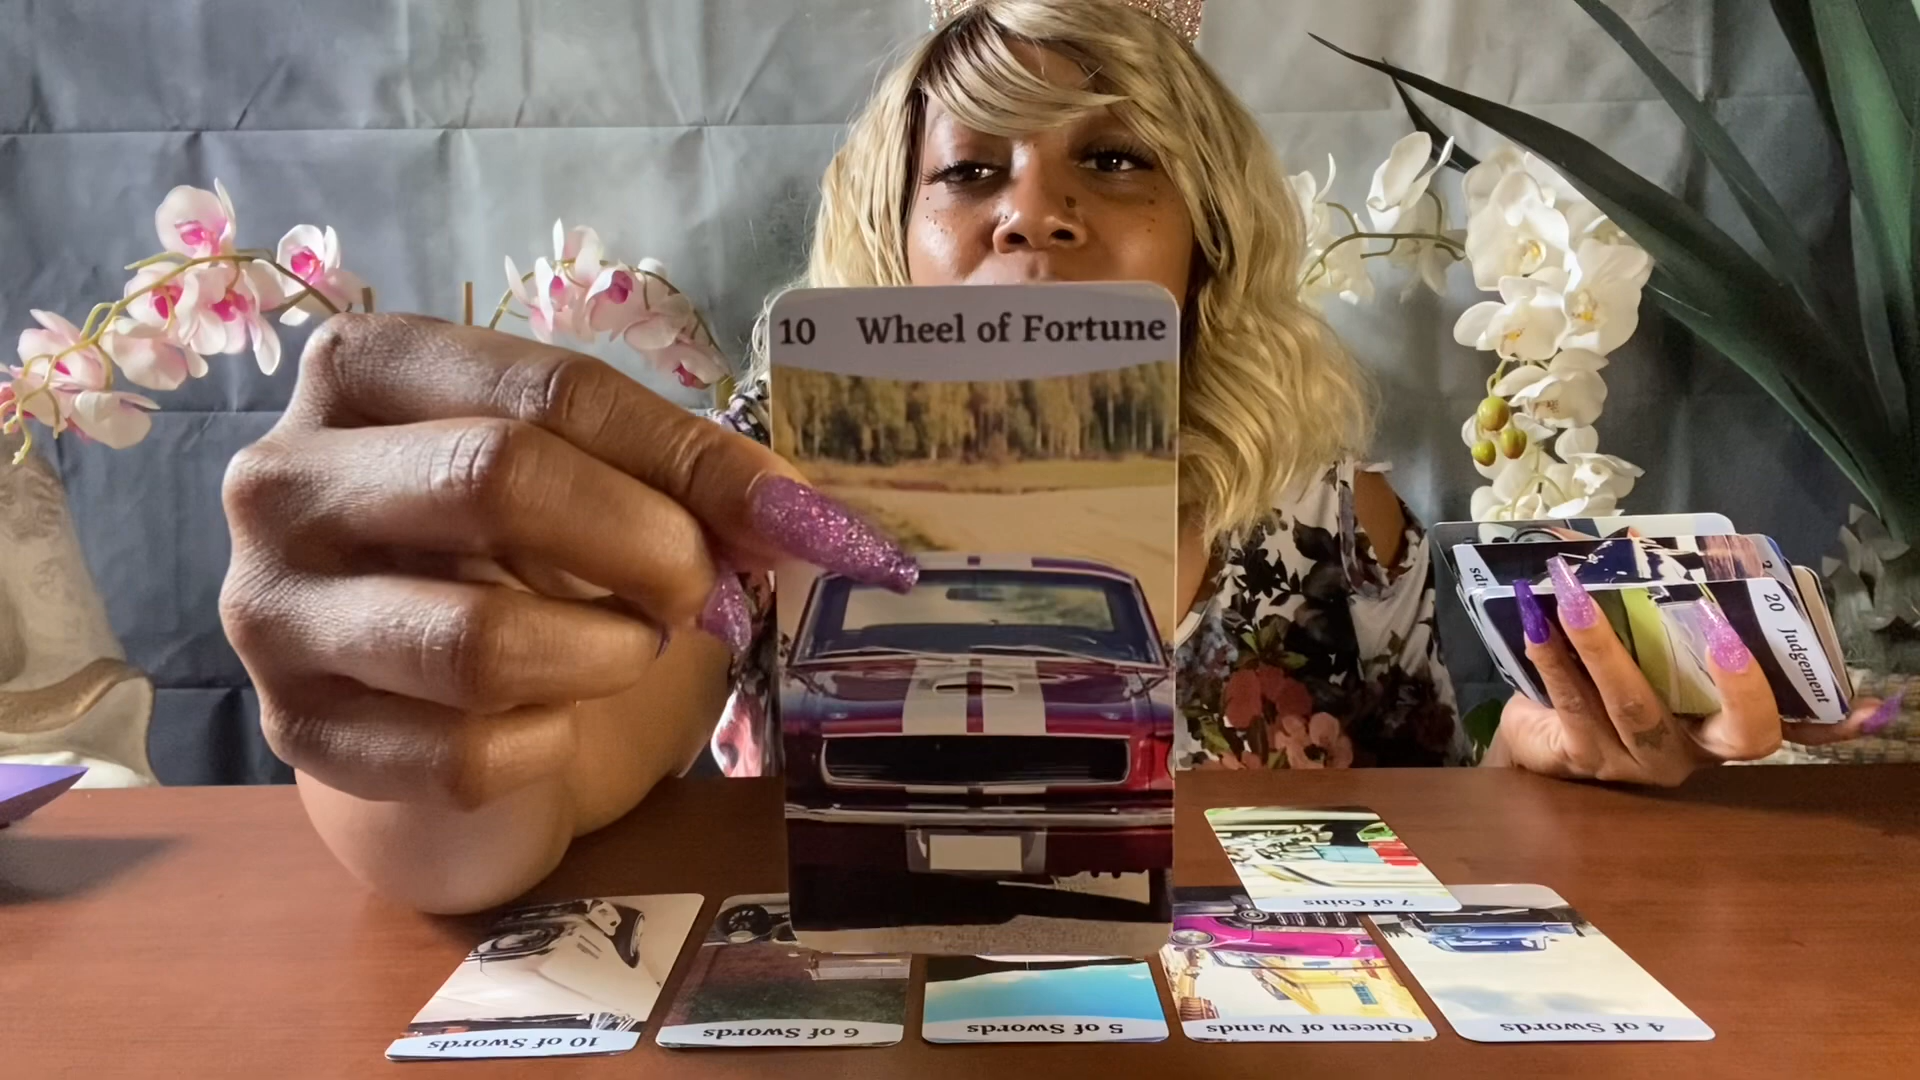 10 Wheel of Fortune
20 Judgement
7 of Coins
10 of Swords
6 of Swords
5 of Swords
Queen of Wands
4 of Swords